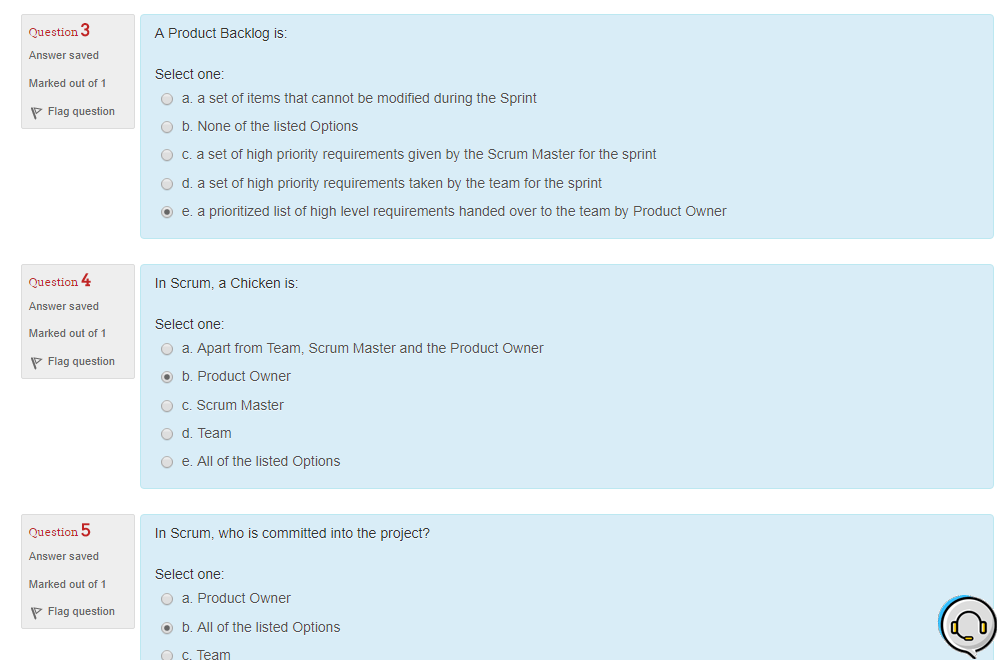 Question 3
Answer saved
Marked out of 1
Flag question
A Product Backlog is:
Select one:
a. a set of items that cannot be modified during the Sprint
b. None of the listed Options
c. a set of high priority requirements given by the Scrum Master for the sprint
d. a set of high priority requirements taken by the team for the sprint
e. a prioritized list of high level requirements handed over to the team by Product Owner
Question 4
Answer saved
Marked out of 1
Flag question
In Scrum, a Chicken is:
Select one:
a. Apart from Team, Scrum Master and the Product Owner
b. Product Owner
c. Scrum Master
d. Team
e. All of the listed Options
Question 5
Answer saved
Marked out of 1
Flag question
In Scrum, who is committed into the project?
Select one:
a. Product Owner
b. All of the listed Options
c. Team